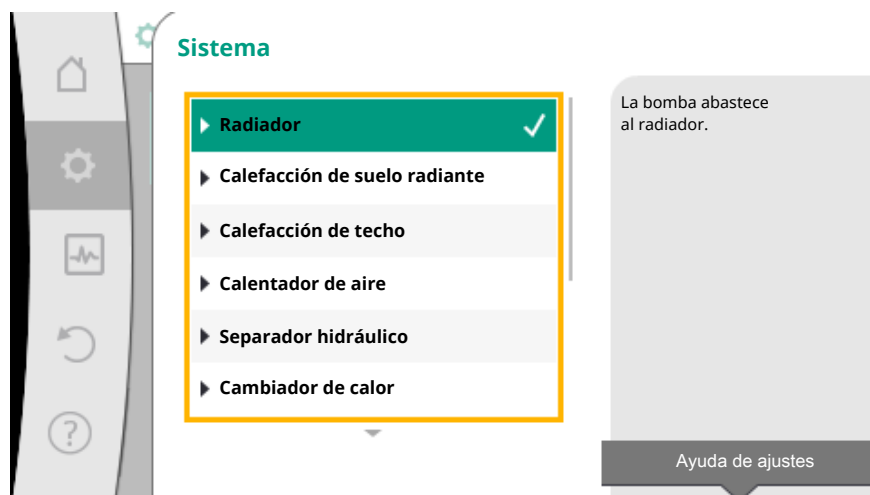 Sistema
Radiador
Calefacción de suelo radiante
Calefacción de techo
Calentador de aire
Separador hidráulico
Cambiador de calor
La bomba abastece
al radiador.
Ayuda de ajustes
?